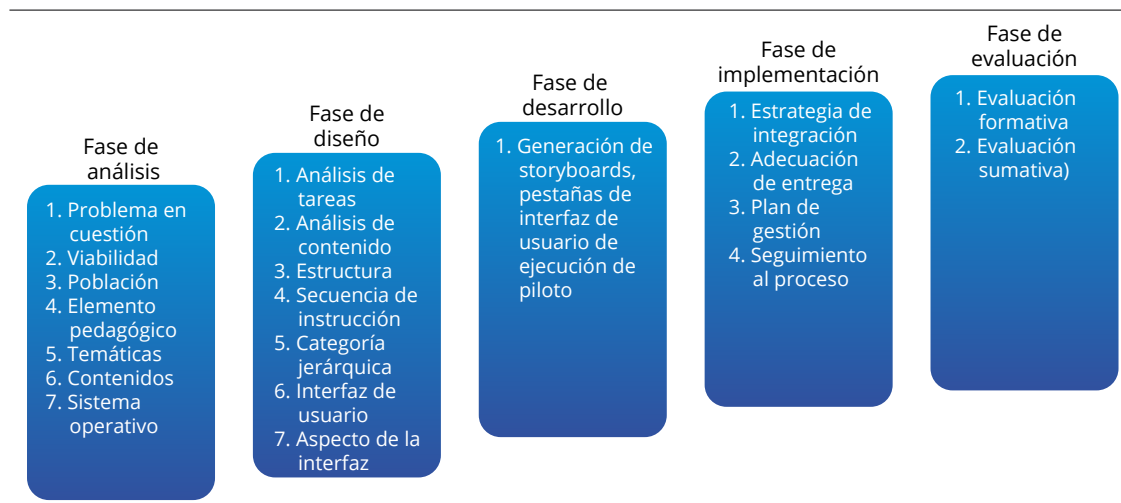 Fase de
análisis
1. Problema en
cuestión
2. Viabilidad
3. Población
4. Elemento
pedagógico
5. Temáticas
6. Contenidos
7. Sistema
operativo
Fase de
diseño
1. Análisis de
tareas
2. Análisis de
contenido
3. Estructura
4. Secuencia de
instrucción
5. Categoría
jerárquica
6. Interfaz de
usuario
7. Aspecto de la
interfaz
Fase de
desarrollo
1. Generación de
storyboards,
pestañas de
interfaz de
usuario de
ejecución de
piloto
Fase de
implementación
1. Estrategia de
integración
2. Adecuación
de entrega
3. Plan de
gestión
4. Seguimiento
al proceso
Fase de
evaluación
1. Evaluación
formativa
2. Evaluación
sumativa)